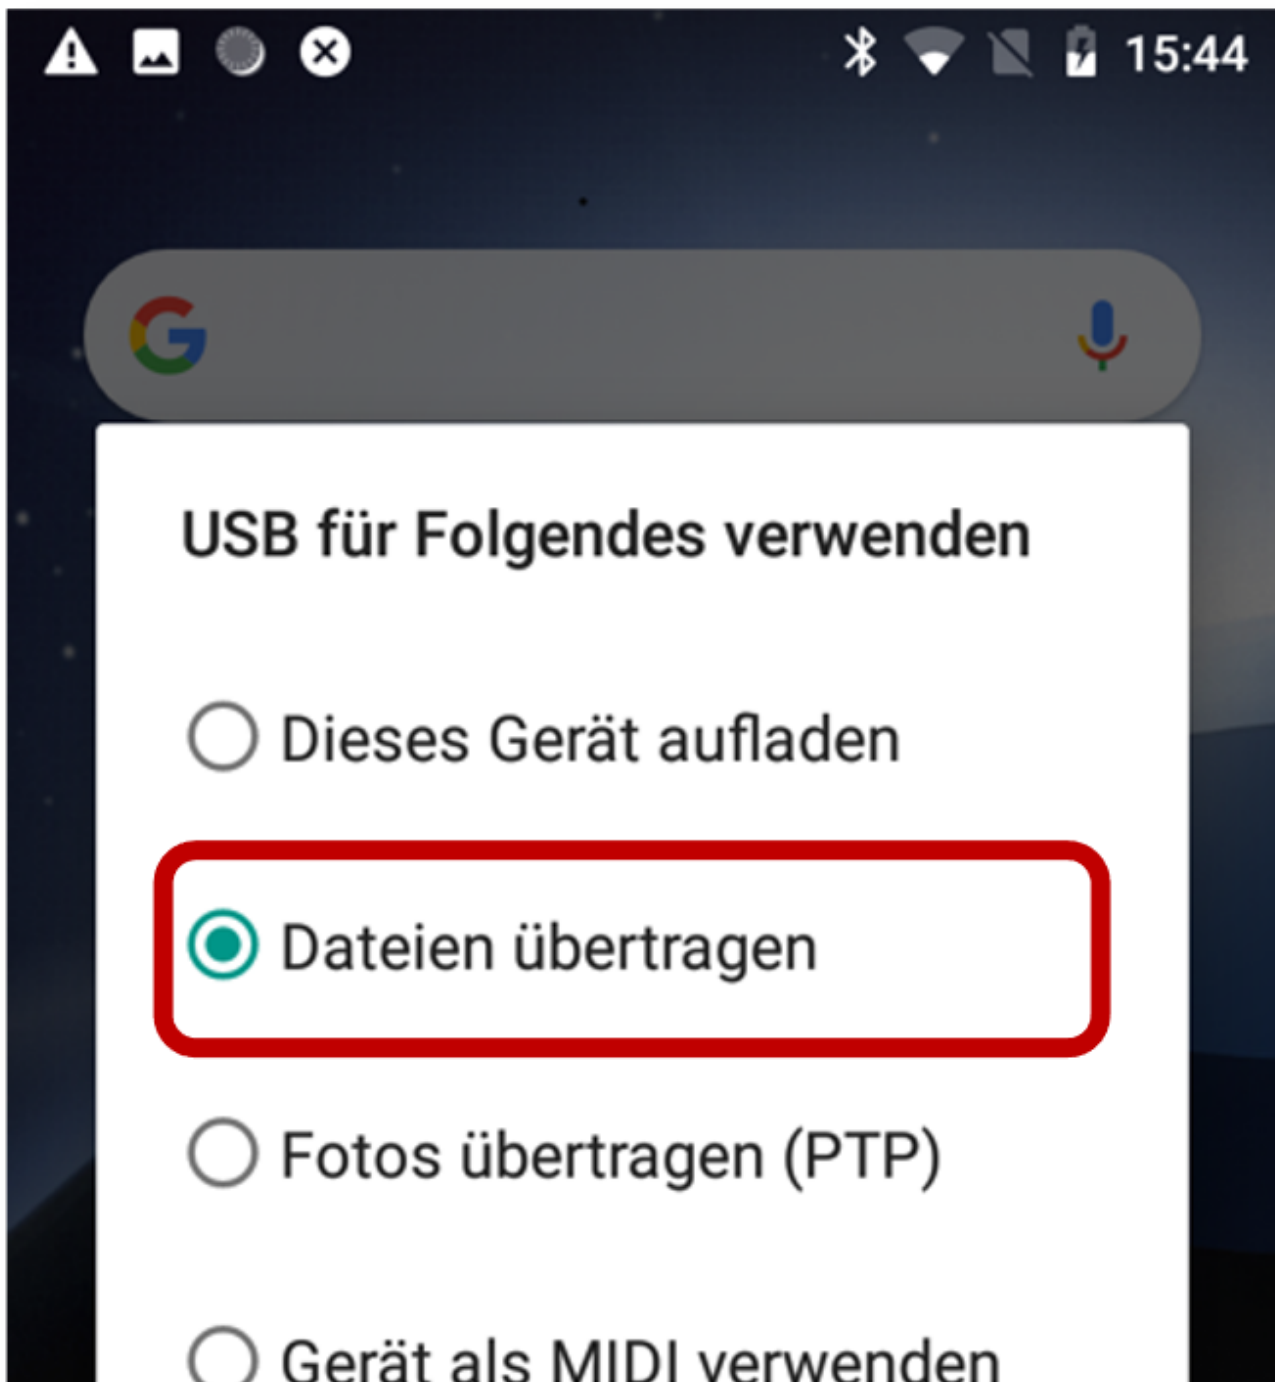 15:44
USB für Folgendes verwenden
Dieses Gerät aufladen
Dateien übertragen
Fotos übertragen (PTP)
Gerät als MIDI verwenden